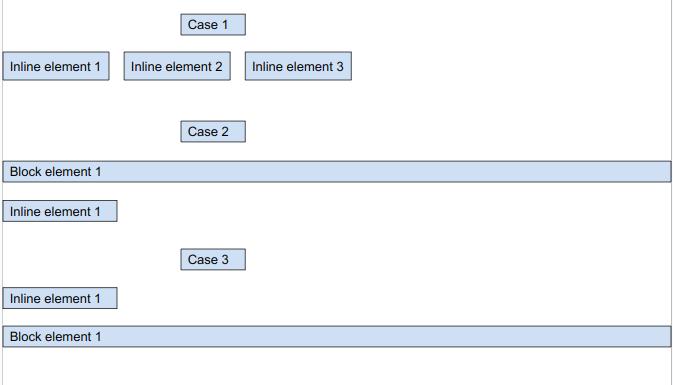 Case 1
Inline element 1 Inline element 2 Inline element 3
Case 2
Block element 1
Inline element 1
Case 3
Inline element 1
Block element 1